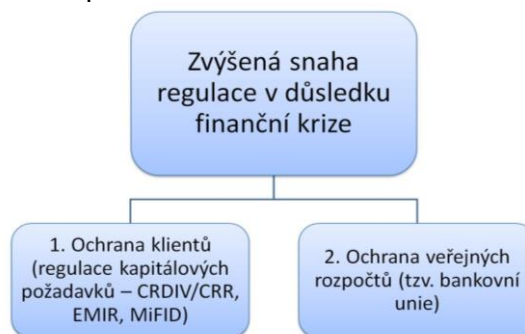 Zvýšená snaha
regulace v důsledku
finanční krize
1. Ochrana klientů
(regulace kapitálových
požadavků – CRDIV/CRR,
EMIR, MiFID)
2. Ochrana veřejných
rozpočtů (tzv. bankovní
unie)